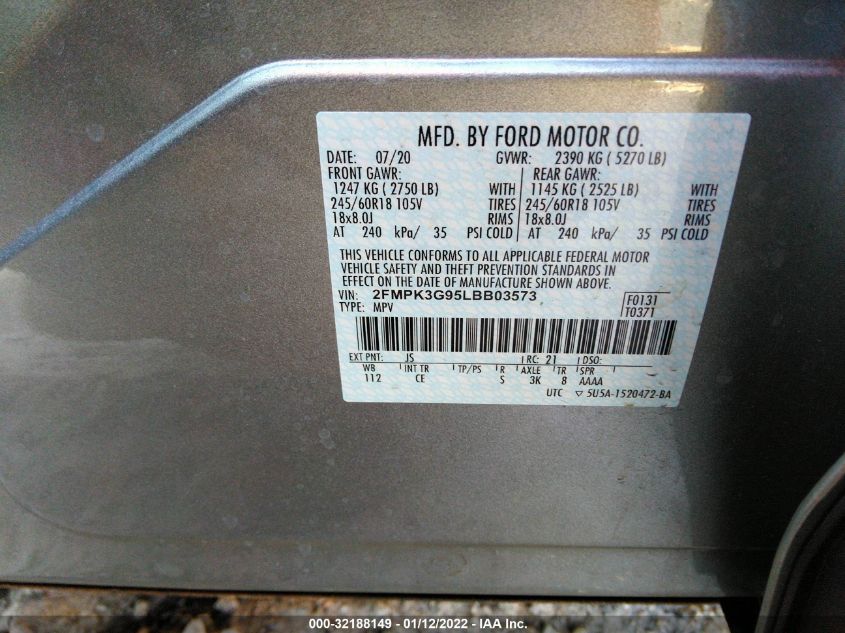 MFD. BY FORD MOTOR CO.
DATE: 07/20 GVWR: 2390 KG ( 5270 LB)
FRONT GAWR: REAR GAWR:
1247 KG ( 2750 LB) WITH 1145 KG ( 2525 LB) WITH
245/60R18 105V TIRES 245/60R18 105V TIRES
18x8.0J RIMS 18x8.0J RIMS
AT 240 kPa/ 35 PSI COLD AT 240 kPa/ 35 PSI COLD
THIS VEHICLE CONFORMS TO ALL APPLICABLE FEDERAL MOTOR
VEHICLE SAFETY AND THEFT PREVENTION STANDARDS IN
EFFECT ON THE DATE OF MANUFACTURE SHOWN ABOVE.
VIN: 2FMPK3G95LBB03573 F0131
TYPE: MPV T0371
EXT PNT: JS RC: 21 DSO:
WB INT TR TP/PS R AXLE TR SPR
112 CE S 3K 8 AAAA
UTC ▽ 5U5A-1520472-BA
000-32188149 - 01/12/2022 - IAA Inc.